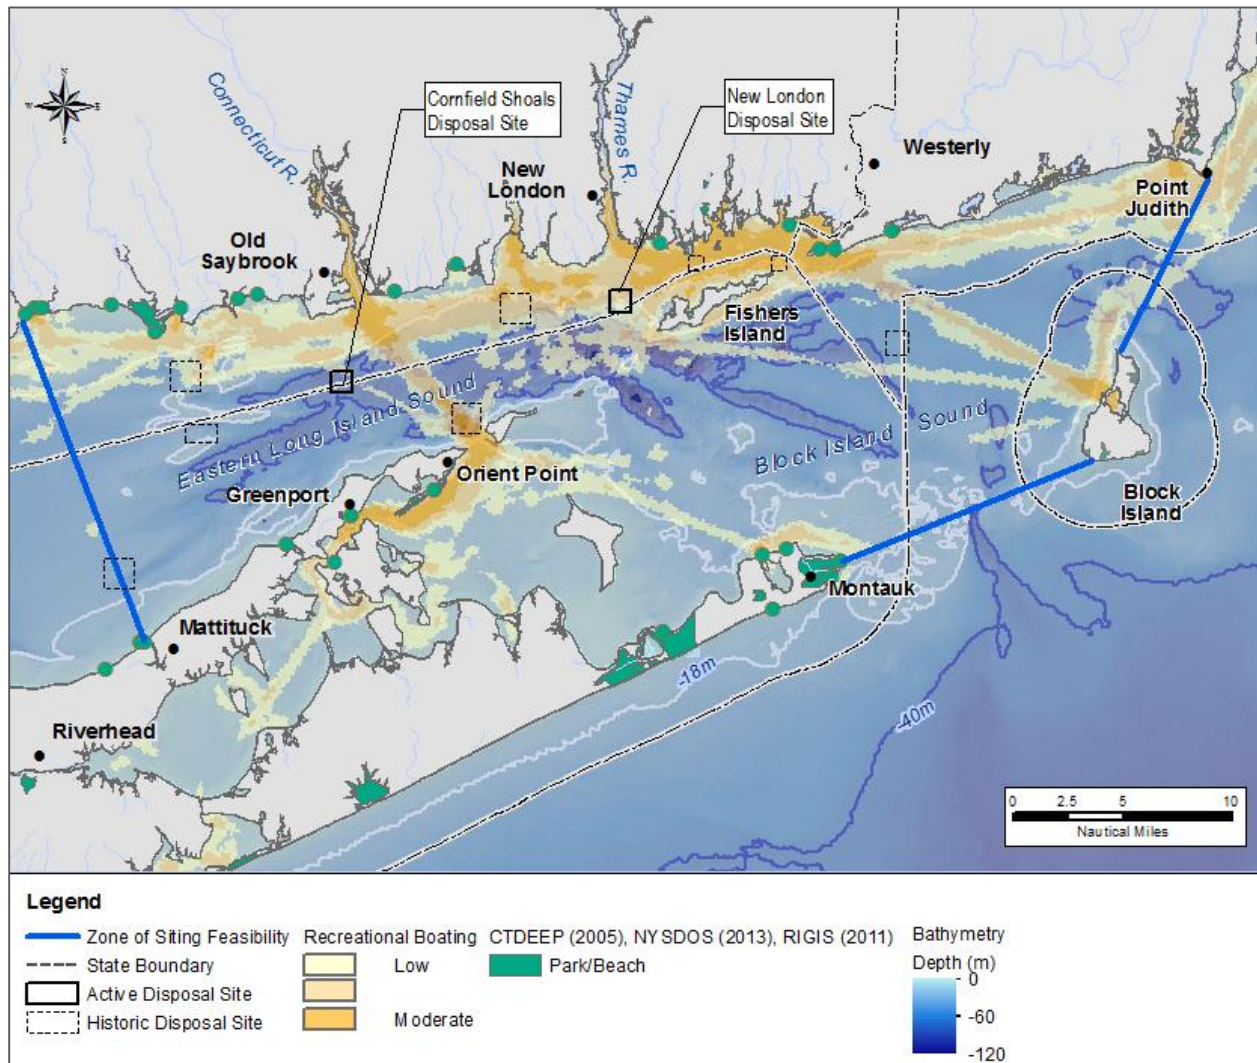 N
W
E
S
Connecticut R.
Cornfield Shoals
Disposal Site
Thames R.
New London
Disposal Site
New
London
Westerly
Point
Judith
Old
Saybrook
Fishers
Island
Eastern Long Island Sound
Block Island Sound
Orient Point
Greenport
Block
Island
Montauk
Mattituck
-18m
-40m
Riverhead
0 2.5 5 10
Nautical Miles
Legend
Zone of Siting Feasibility
State Boundary
Active Disposal Site
Historic Disposal Site
Recreational Boating
Low
Moderate
CTDEEP (2005), NYSDOS (2013), RIGIS (2011)
Park/Beach
Bathymetry
Depth (m)
0
-60
-120